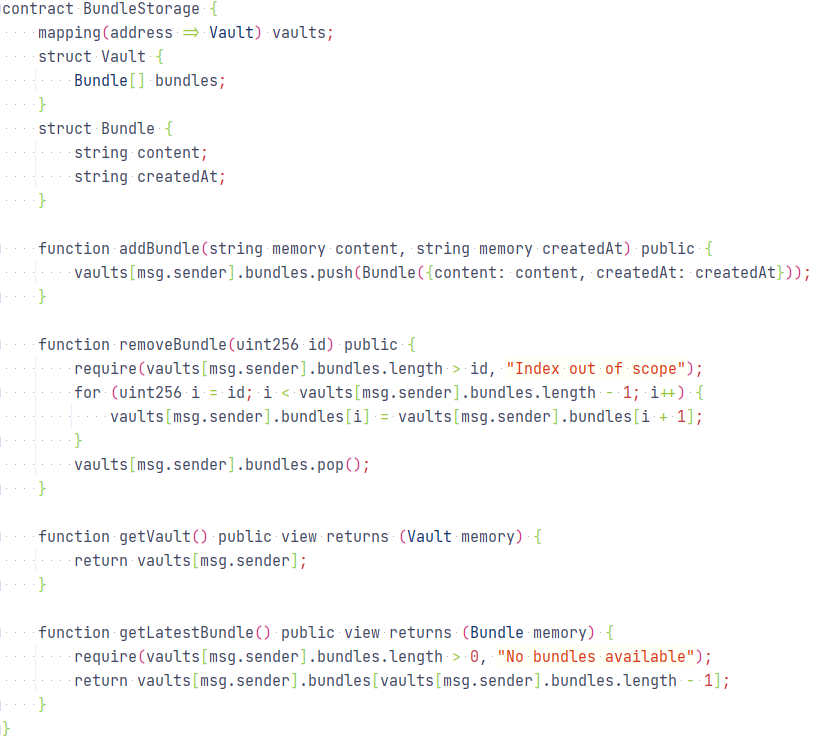 contract BundleStorage {
    mapping(address => Vault) vaults;
    struct Vault {
        Bundle[] bundles;
    }
    struct Bundle {
        string content;
        string createdAt;
    }

    function addBundle(string memory content, string memory createdAt) public {
        vaults[msg.sender].bundles.push(Bundle({content: content, createdAt: createdAt}));
    }

    function removeBundle(uint256 id) public {
        require(vaults[msg.sender].bundles.length > id, "Index out of scope");
        for (uint256 i = id; i < vaults[msg.sender].bundles.length - 1; i++) {
            vaults[msg.sender].bundles[i] = vaults[msg.sender].bundles[i + 1];
        }
        vaults[msg.sender].bundles.pop();
    }

    function getVault() public view returns (Vault memory) {
        return vaults[msg.sender];
    }

    function getLatestBundle() public view returns (Bundle memory) {
        require(vaults[msg.sender].bundles.length > 0, "No bundles available");
        return vaults[msg.sender].bundles[vaults[msg.sender].bundles.length - 1];
    }
}